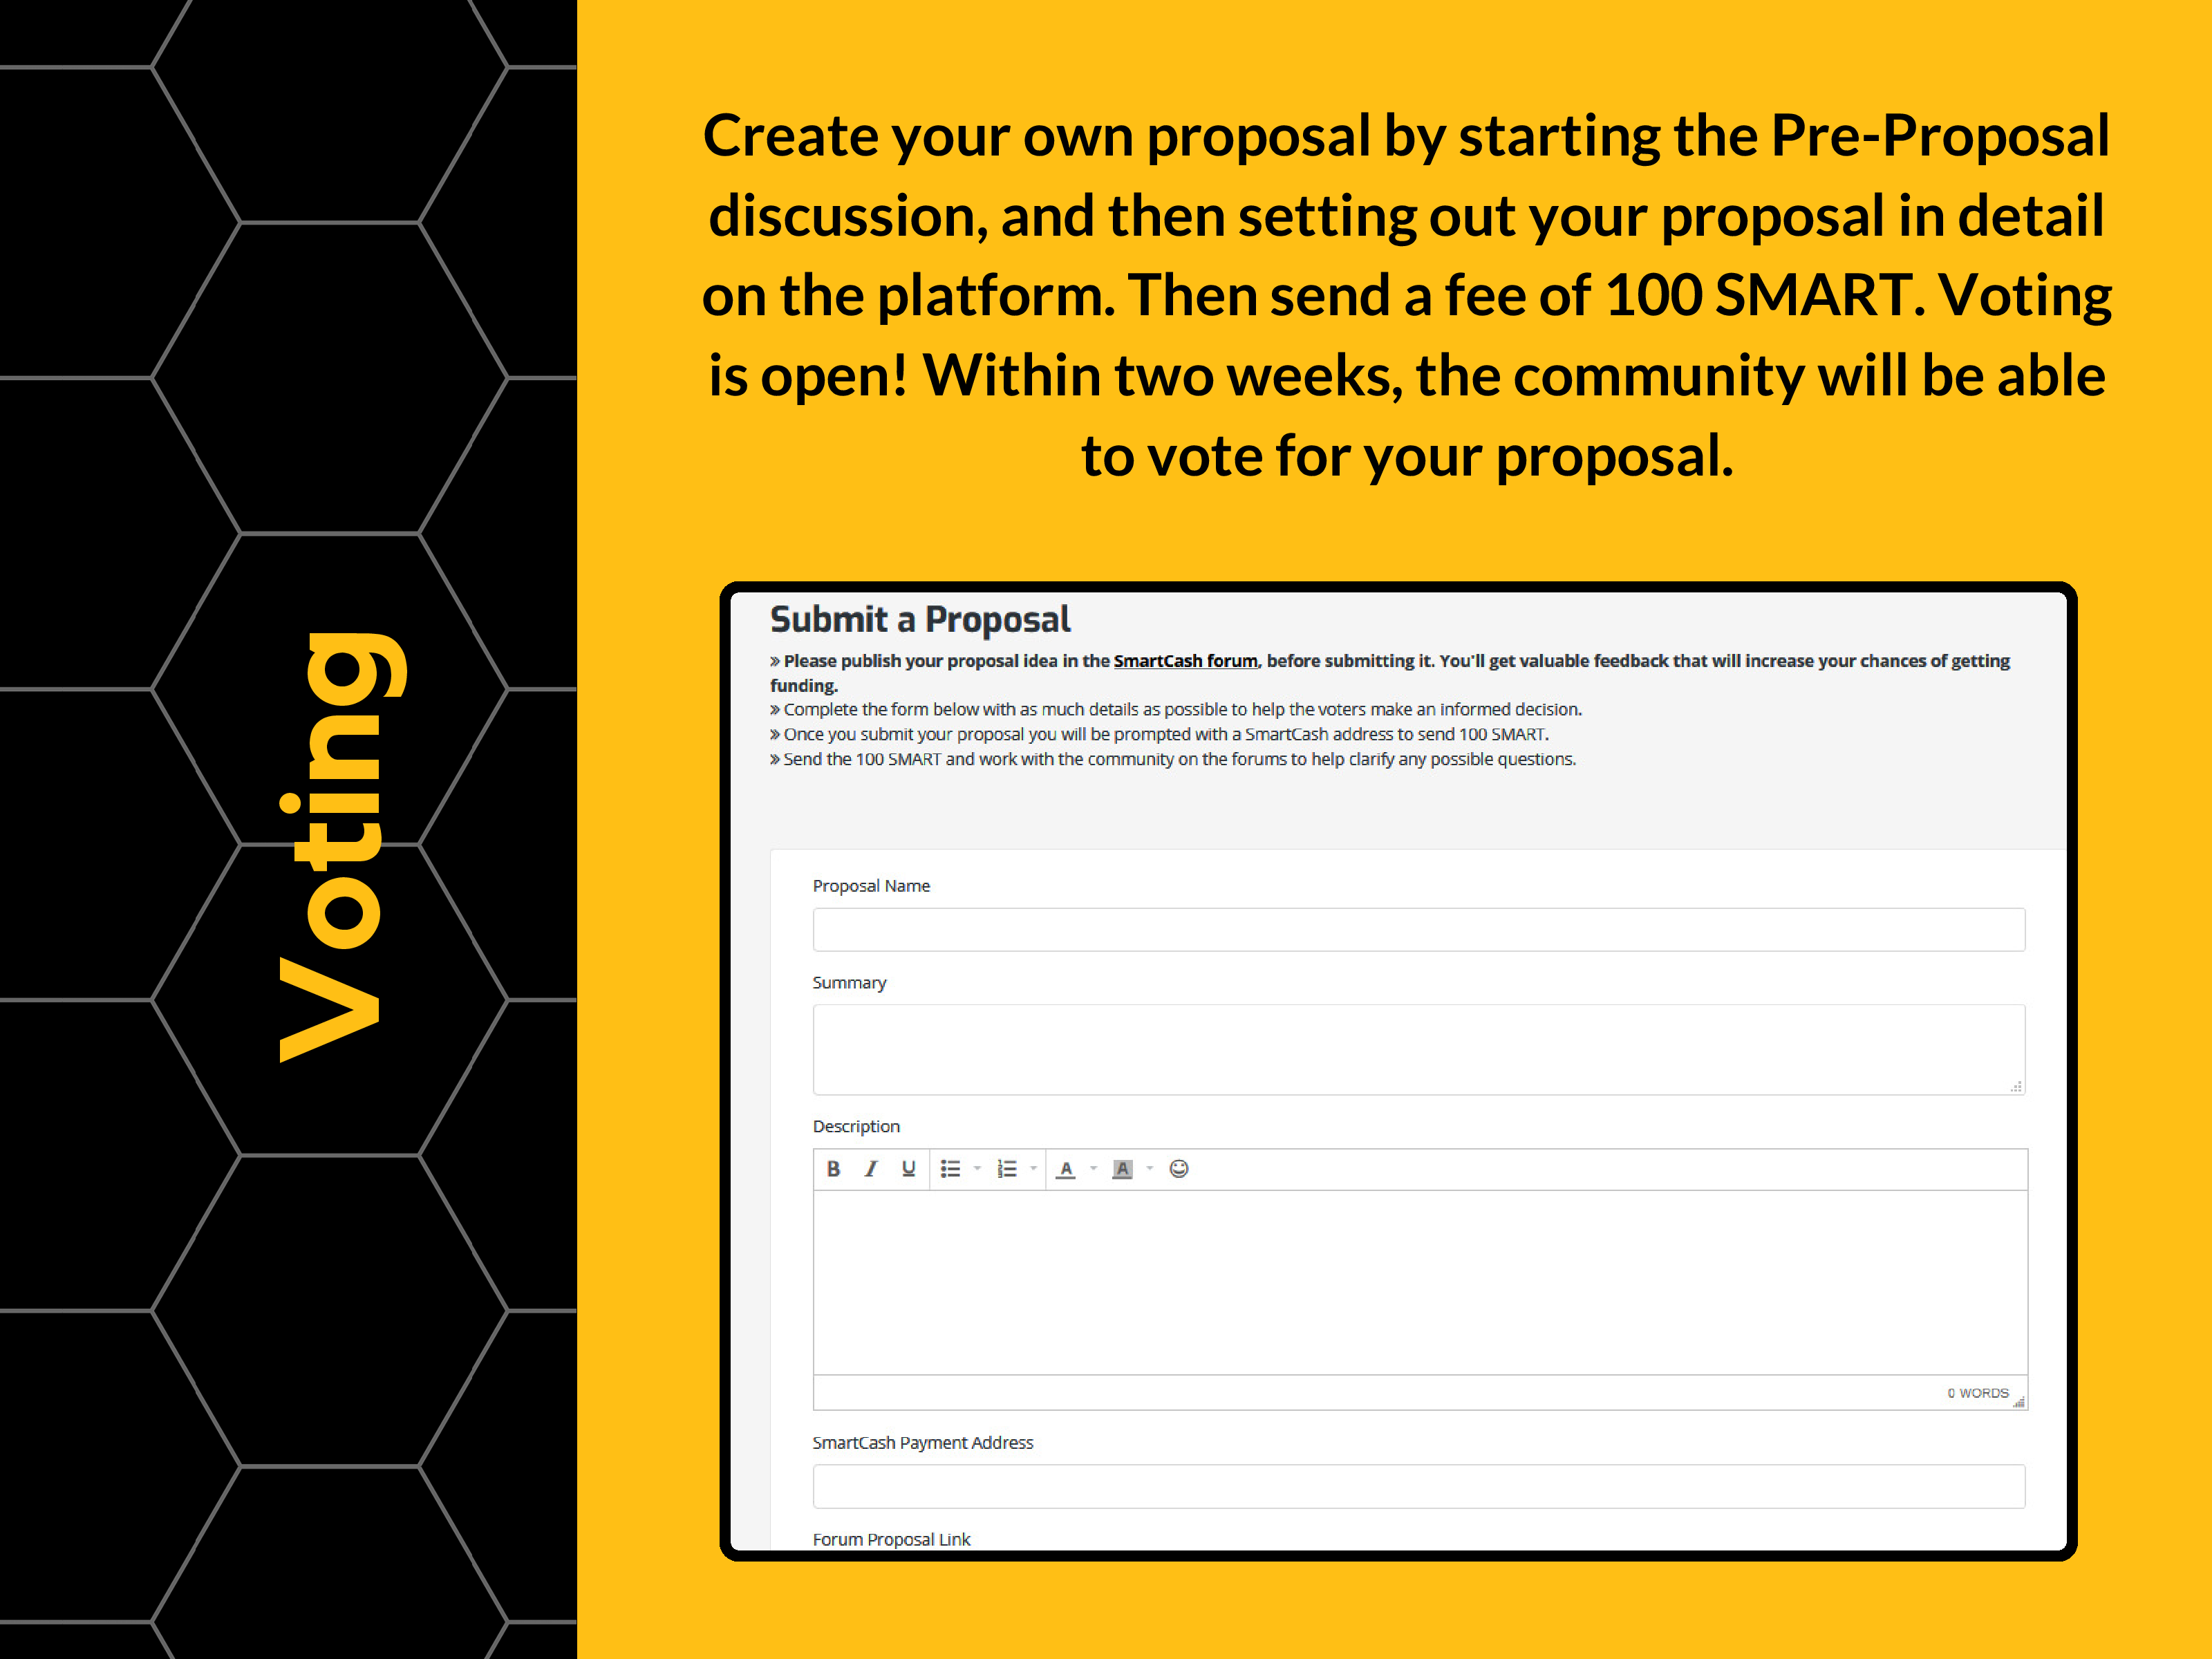 Voting
Create your own proposal by starting the Pre-Proposal
discussion, and then setting out your proposal in detail
on the platform. Then send a fee of 100 SMART. Voting
is open! Within two weeks, the community will be able
to vote for your proposal.
Submit a Proposal
» Please publish your proposal idea in the SmartCash forum, before submitting it. You'll get valuable feedback that will increase your chances of getting
funding.
» Complete the form below with as much details as possible to help the voters make an informed decision.
» Once you submit your proposal you will be prompted with a SmartCash address to send 100 SMART.
» Send the 100 SMART and work with the community on the forums to help clarify any possible questions.
Proposal Name
Summary
Description
B I U A A
0 WORDS
SmartCash Payment Address
Forum Proposal Link